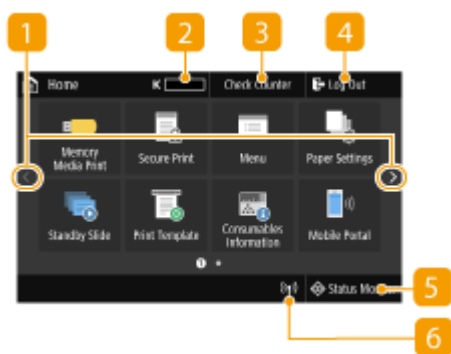 1 2 3 4
Home K Check Counter Log Out
Memory Secure Print Menu Paper Settings
Media Print
Standby Slide Print Template Consumables Mobile Portal
Information
1
Status Mo
5
6